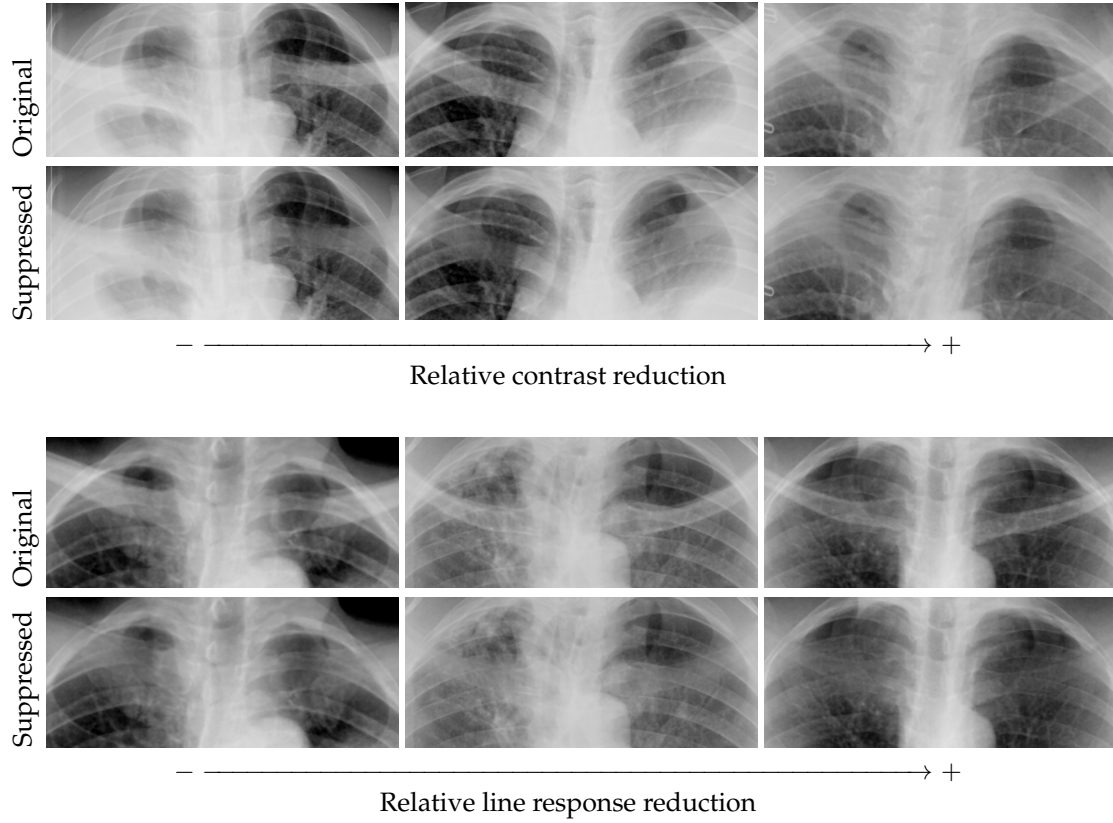 Original
Suppressed
− +
Relative contrast reduction
Original
Suppressed
− +
Relative line response reduction